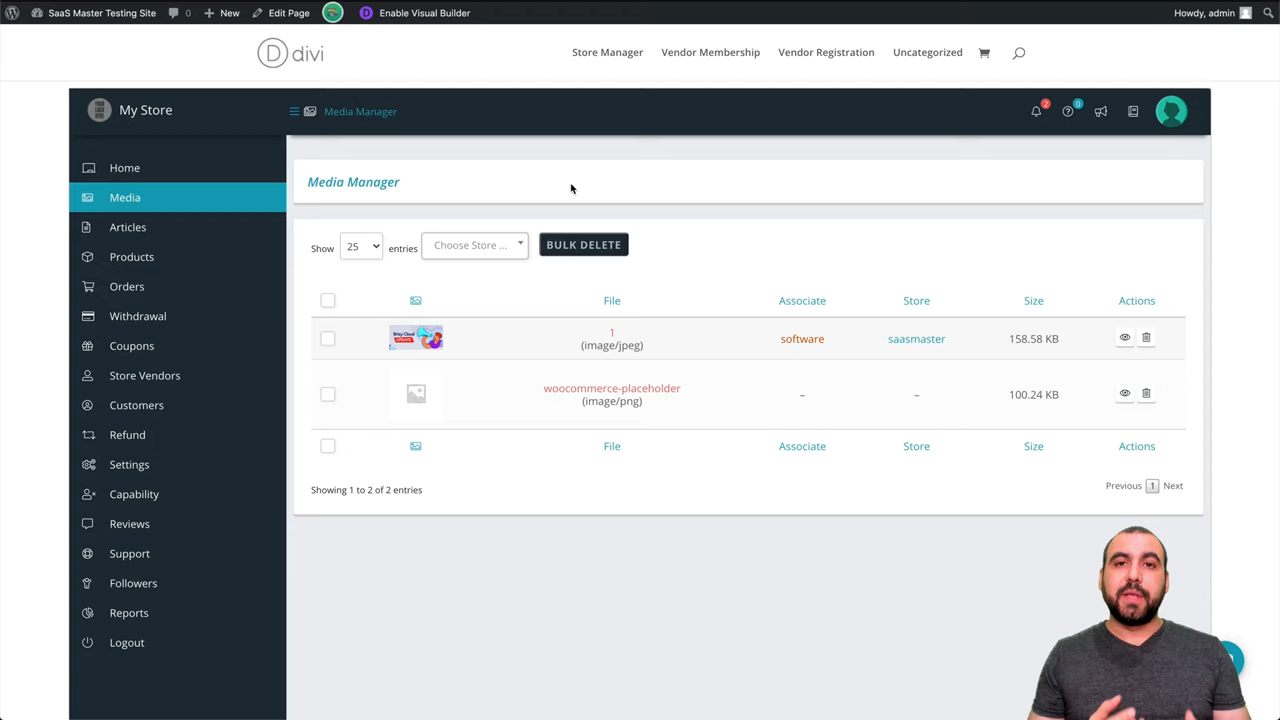 SaaS Master Testing Site 0 New Edit Page D Enable Visual Builder Howdy, admin
D divi Store Manager Vendor Membership Vendor Registration Uncategorized
My Store Media Manager 2 0
Home
Media
Articles
Products
Orders
Withdrawal
Coupons
Store Vendors
Customers
Refund
Settings
Capability
Reviews
Support
Followers
Reports
Logout
Media Manager
Show 25 entries Choose Store ... BULK DELETE
File Associate Store Size Actions
1
(image/jpeg) software saasmaster 158.58 KB
woocommerce-placeholder
(image/png) – – 100.24 KB
File Associate Store Size Actions
Showing 1 to 2 of 2 entries Previous 1 Next